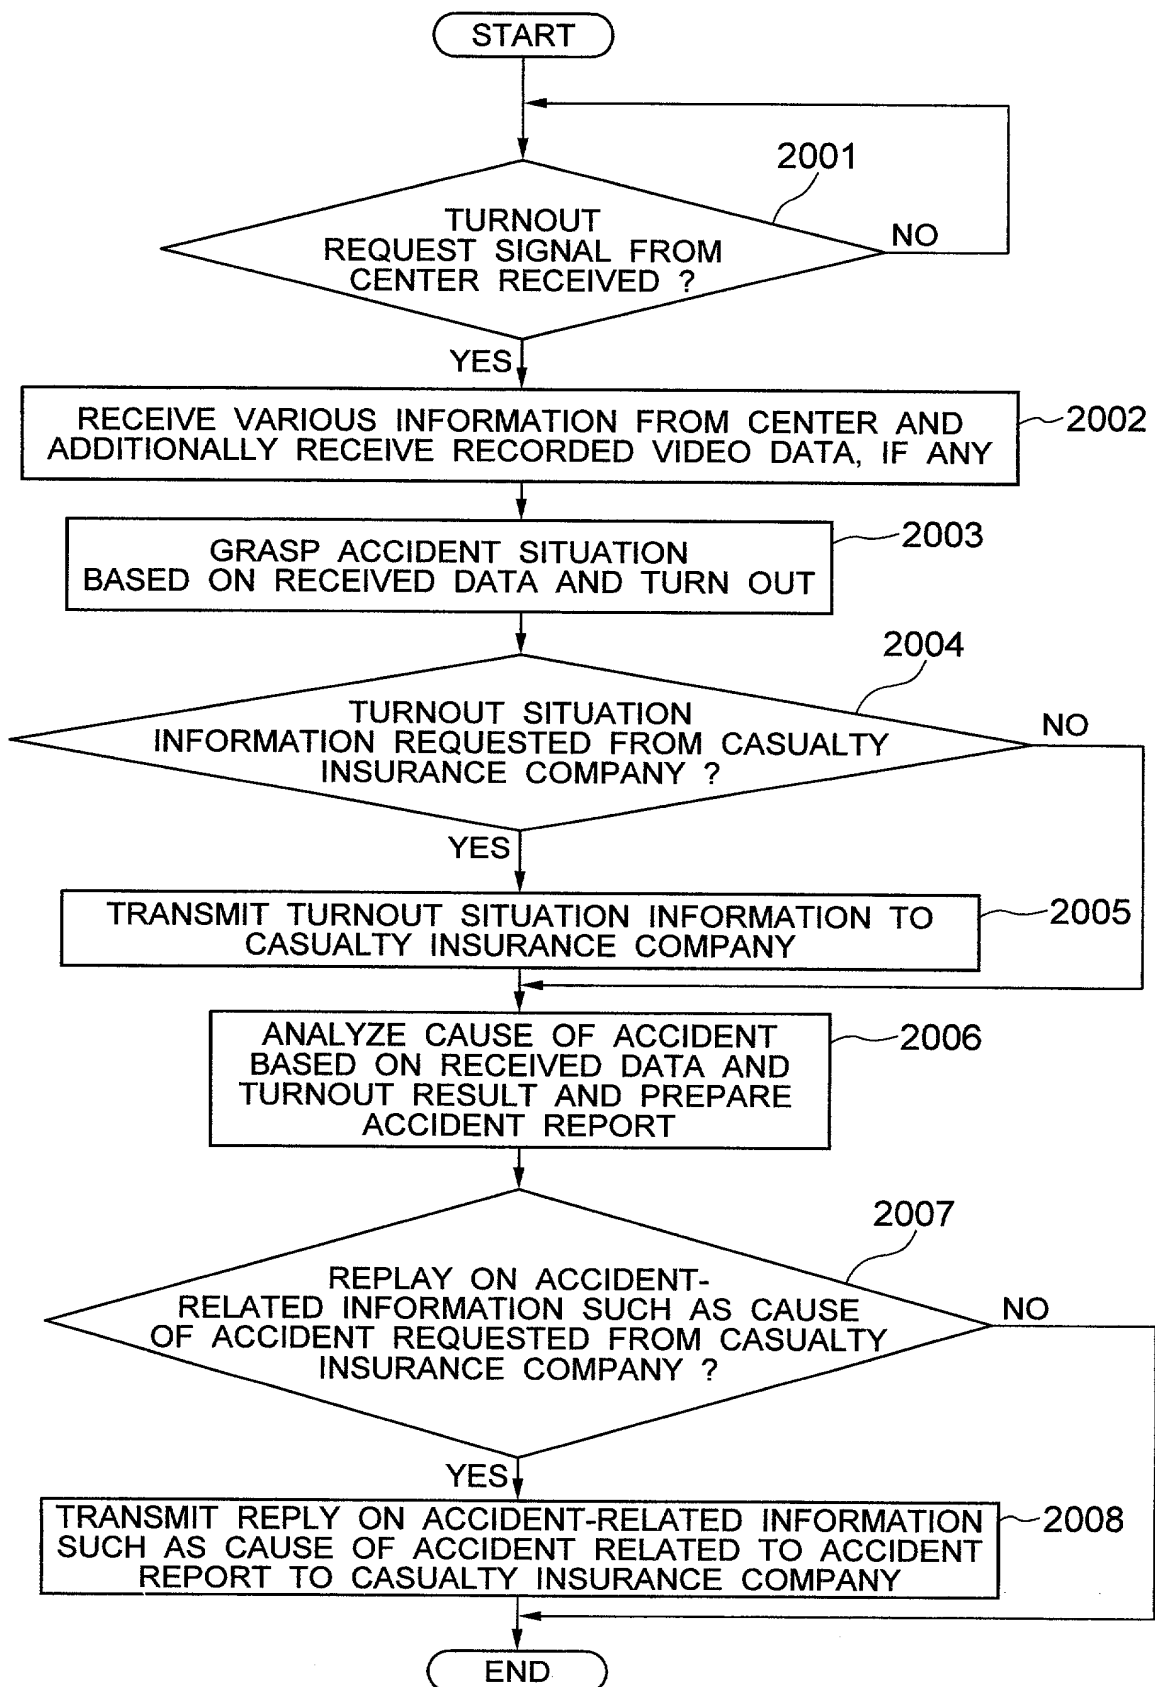 START
2001
TURNOUT
REQUEST SIGNAL FROM
CENTER RECEIVED ?
NO
YES
RECEIVE VARIOUS INFORMATION FROM CENTER AND
ADDITIONALLY RECEIVE RECORDED VIDEO DATA, IF ANY
2002
GRASP ACCIDENT SITUATION
BASED ON RECEIVED DATA AND TURN OUT
2003
2004
TURNOUT SITUATION
INFORMATION REQUESTED FROM CASUALTY
INSURANCE COMPANY ?
NO
YES
TRANSMIT TURNOUT SITUATION INFORMATION TO
CASUALTY INSURANCE COMPANY
2005
ANALYZE CAUSE OF ACCIDENT
BASED ON RECEIVED DATA AND
TURNOUT RESULT AND PREPARE
ACCIDENT REPORT
2006
2007
REPLAY ON ACCIDENT-
RELATED INFORMATION SUCH AS CAUSE
OF ACCIDENT REQUESTED FROM CASUALTY
INSURANCE COMPANY ?
NO
YES
TRANSMIT REPLY ON ACCIDENT-RELATED INFORMATION
SUCH AS CAUSE OF ACCIDENT RELATED TO ACCIDENT
REPORT TO CASUALTY INSURANCE COMPANY
2008
END